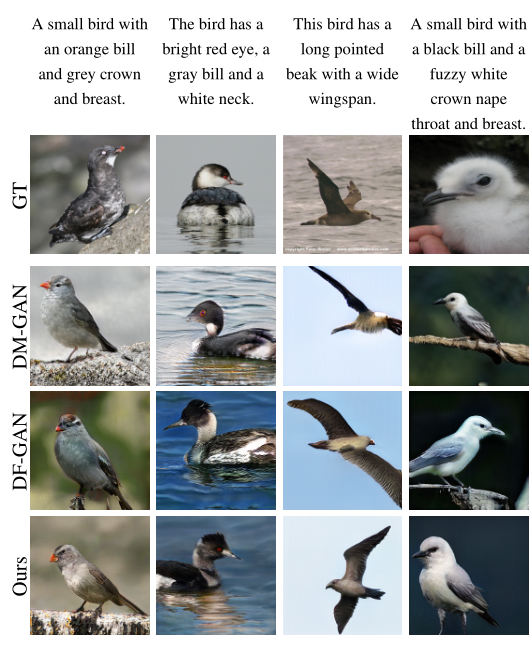 A small bird with
an orange bill
and grey crown
and breast.
The bird has a
bright red eye, a
gray bill and a
white neck.
This bird has a
long pointed
beak with a wide
wingspan.
A small bird with
a black bill and a
fuzzy white
crown nape
throat and breast.
GT
DM-GAN
DF-GAN
Ours